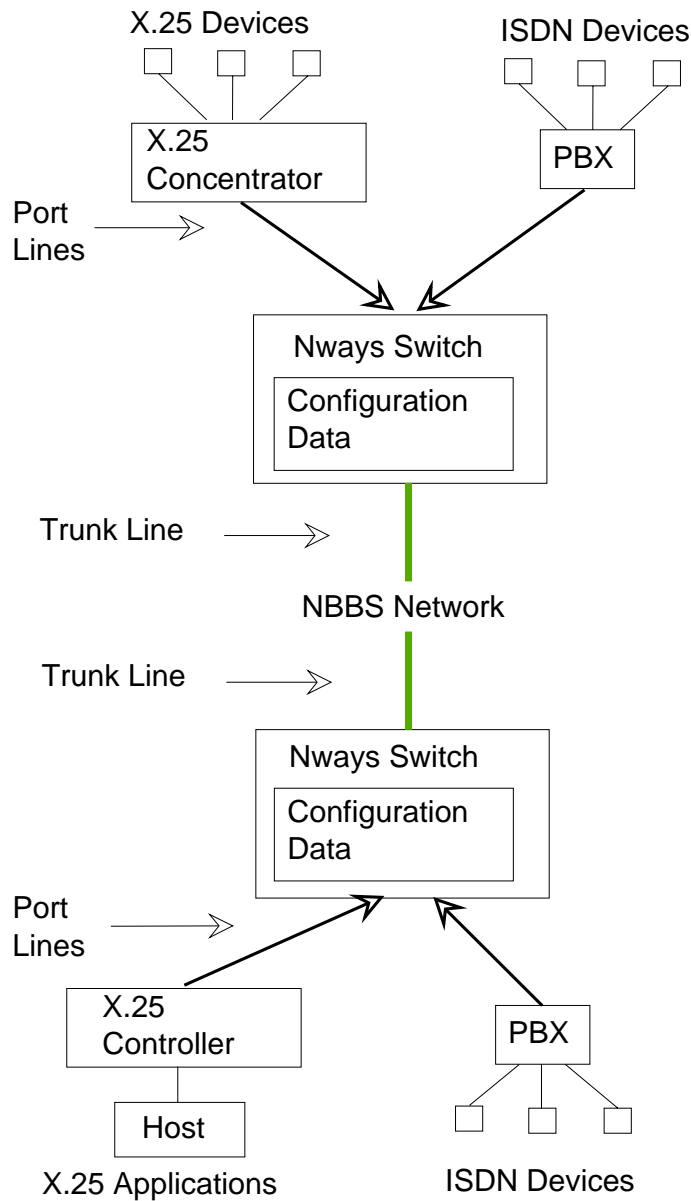 X.25 Devices
ISDN Devices
X.25
Concentrator
PBX
Port
Lines
Nways Switch
Configuration
Data
Trunk Line
NBBS Network
Trunk Line
Nways Switch
Configuration
Data
Port
Lines
X.25
Controller
PBX
Host
X.25 Applications
ISDN Devices